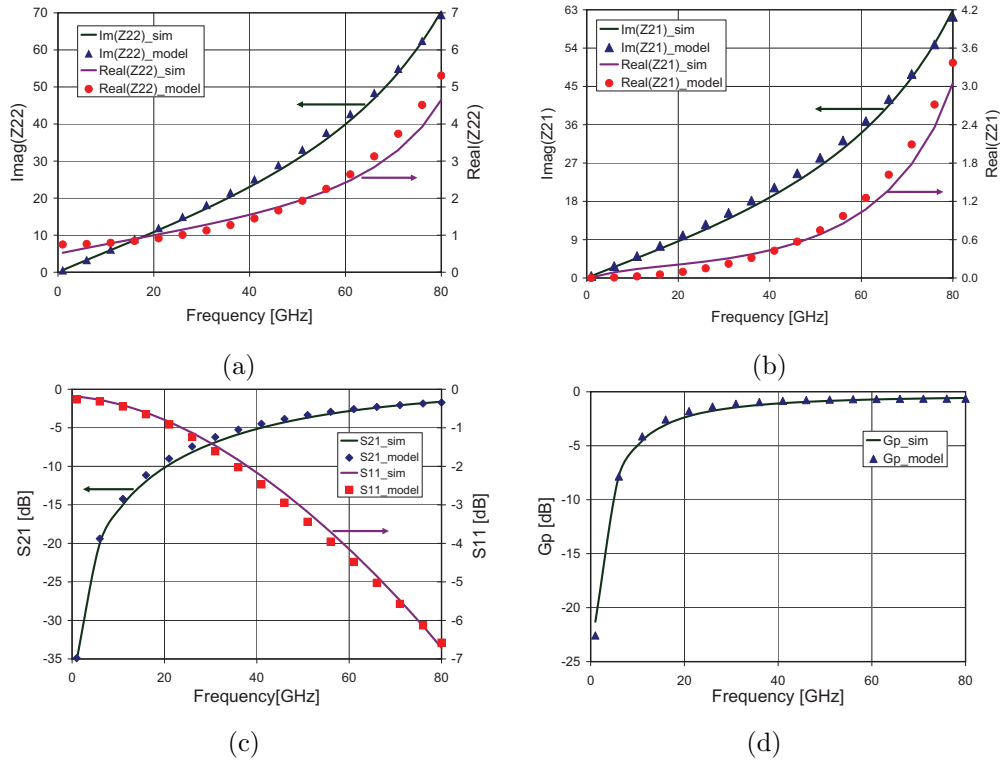 Im(Z22)_sim
Im(Z22)_model
Real(Z22)_sim
Real(Z22)_model
70
60
50
40
30
20
10
0
7
6
5
4
3
2
1
0
Imag(Z22)
Real(Z22)
0 20 40 60 80
Frequency [GHz]
(a)
Im(Z21)_sim
Im(Z21)_model
Real(Z21)_sim
Real(Z21)_model
63
54
45
36
27
18
9
0
4.2
3.6
3.0
2.4
1.8
1.2
0.6
0.0
Imag(Z21)
Real(Z21)
0 20 40 60 80
Frequency [GHz]
(b)
0
-5
-10
-15
-20
-25
-30
-35
0
-1
-2
-3
-4
-5
-6
-7
S21_sim
S21_model
S11_sim
S11_model
S21 [dB]
S11 [dB]
0 20 40 60 80
Frequency[GHz]
(c)
0
-5
-10
-15
-20
-25
Gp_sim
Gp_model
Gp [dB]
0 20 40 60 80
Frequency [GHz]
(d)